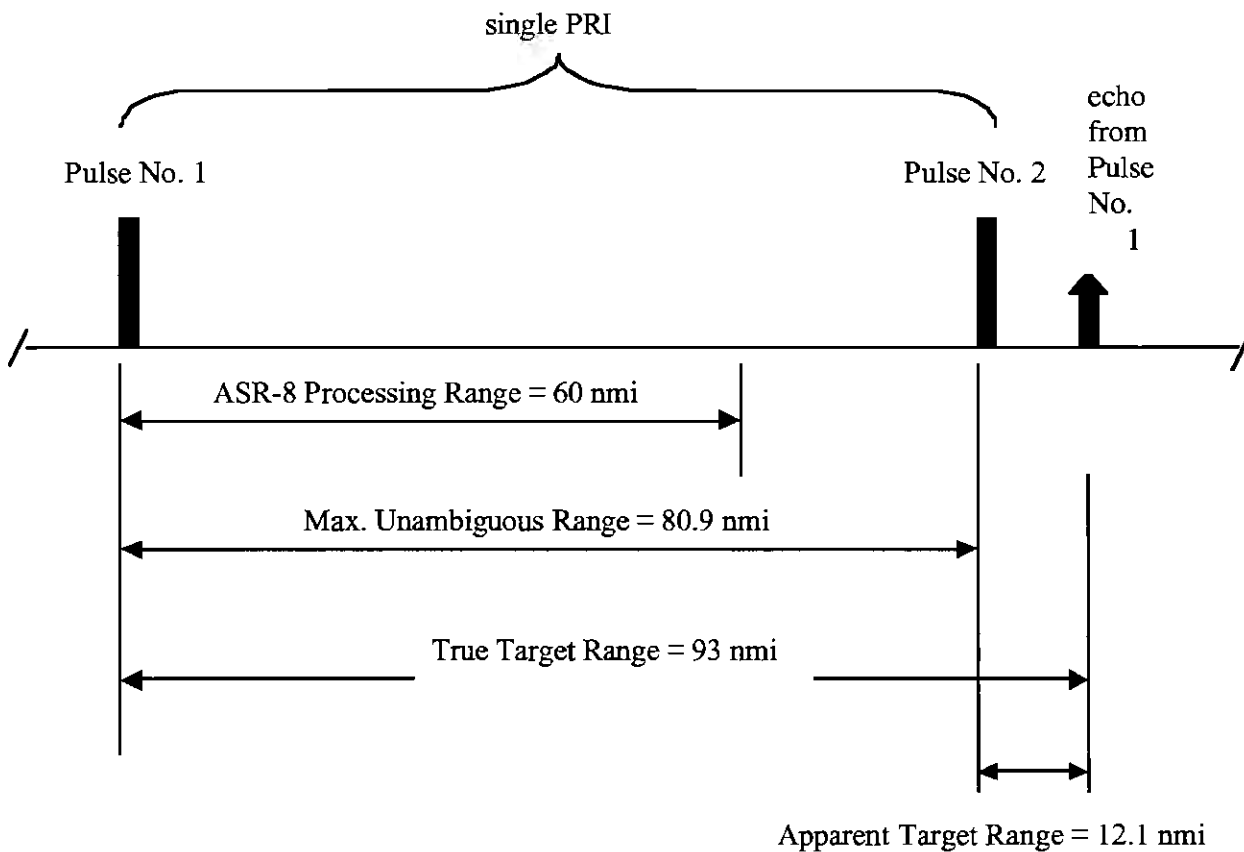 single PRI
echo
from
Pulse
No.
1
Pulse No. 1
Pulse No. 2
ASR-8 Processing Range = 60 nmi
Max. Unambiguous Range = 80.9 nmi
True Target Range = 93 nmi
Apparent Target Range = 12.1 nmi